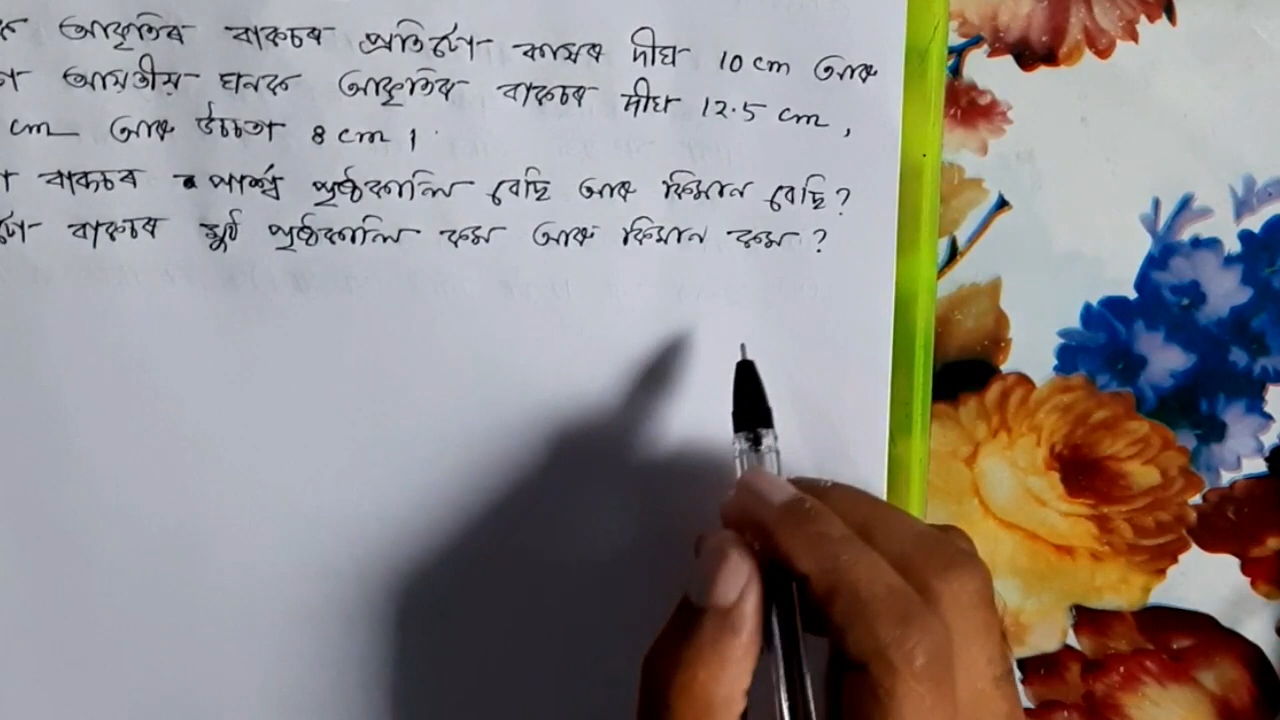 আকৃতিৰ বাকচৰ প্ৰতিটো কাষৰ দীঘ 10 cm আৰু
আয়তীয় ঘনক আকৃতিৰ বাকচৰ দীঘ 12.5 cm,
cm আৰু উচ্চতা 8 cm।
বাকচৰ পাৰ্শ্ব পৃষ্ঠকালি বেছি আৰু কিমান বেছি?
বাকচৰ মুঠ পৃষ্ঠকালি কম আৰু কিমান কম?